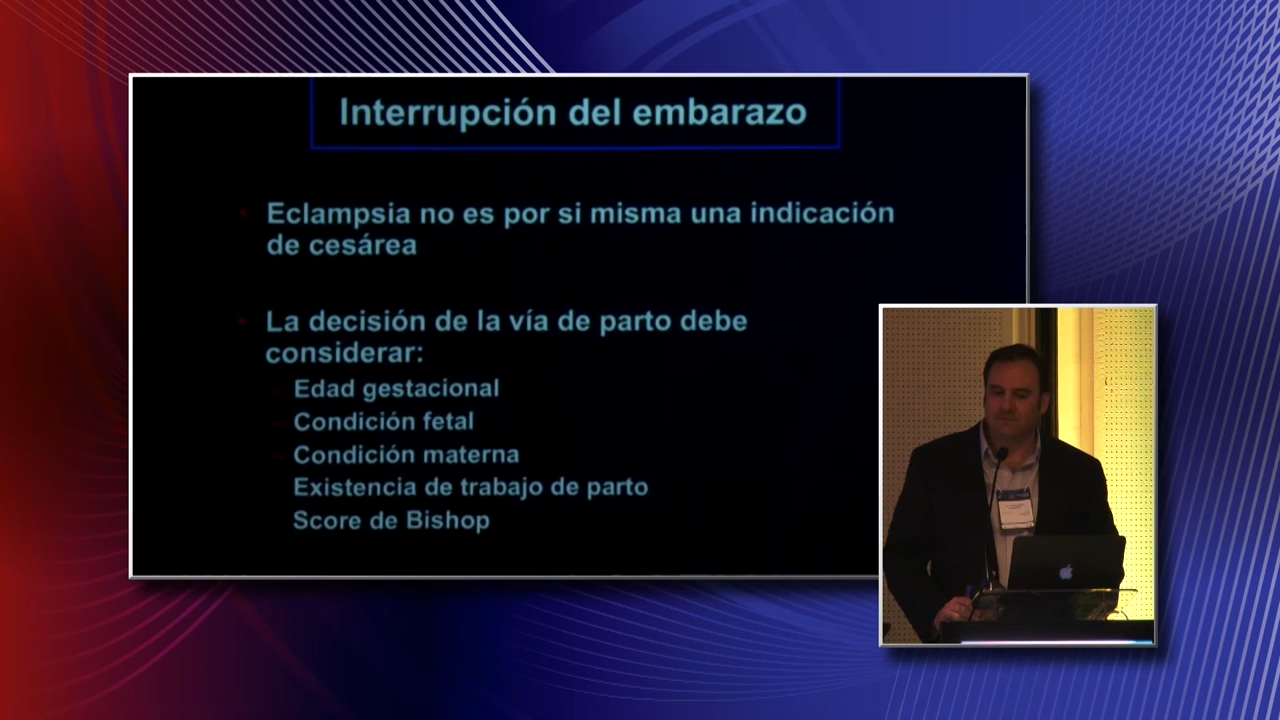 Interrupción del embarazo
Eclampsia no es por si misma una indicación
de cesárea
La decisión de la vía de parto debe
considerar:
Edad gestacional
Condición fetal
Condición materna
Existencia de trabajo de parto
Score de Bishop